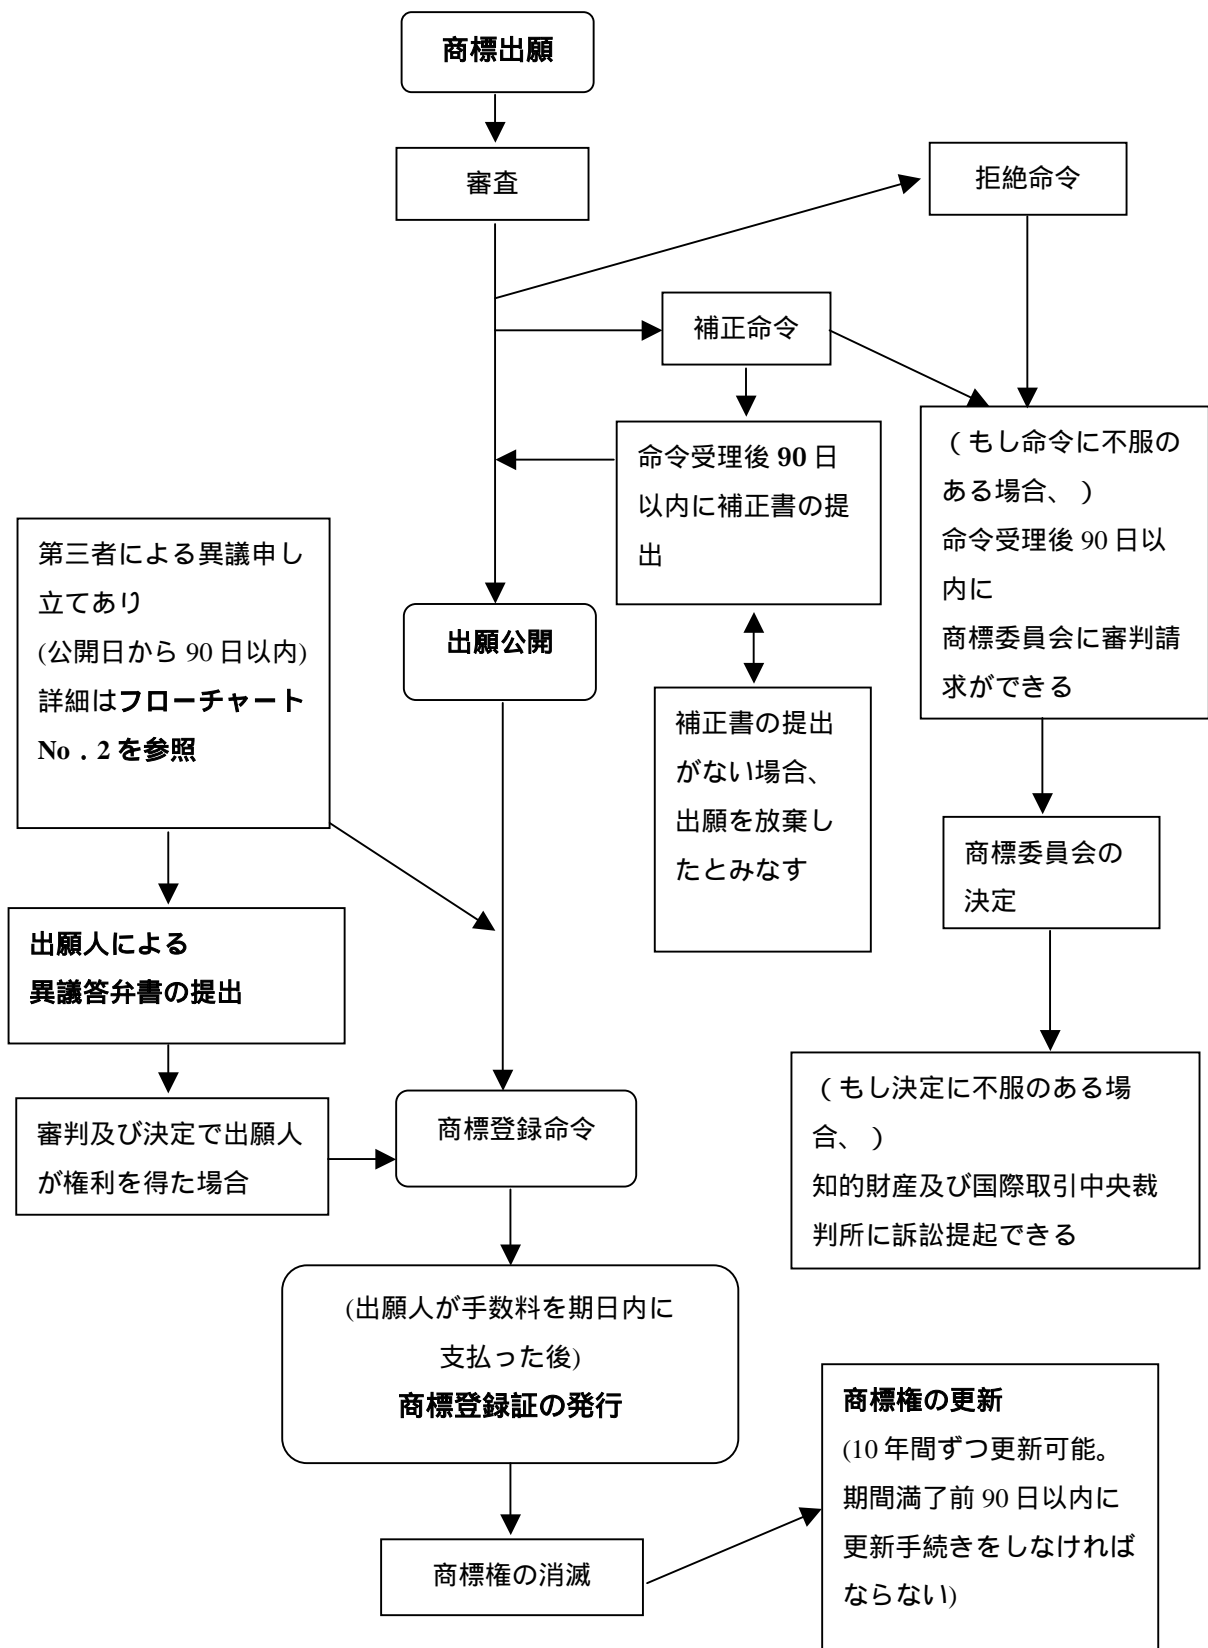 商標出願
審査
拒絶命令
補正命令
命令受理後 90 日
以内に補正書の提
出
（もし命令に不服の
ある場合、）
命令受理後 90 日以
内に
商標委員会に審判請
求ができる
第三者による異議申し
立てあり
(公開日から 90 日以内)
詳細はフローチャート
No．2 を参照
出願公開
補正書の提出
がない場合、
出願を放棄し
たとみなす
商標委員会の
決定
出願人による
異議答弁書の提出
（もし決定に不服のある場
合、）
知的財産及び国際取引中央裁
判所に訴訟提起できる
審判及び決定で出願人
が権利を得た場合
商標登録命令
(出願人が手数料を期日内に
支払った後)
商標登録証の発行
商標権の消滅
商標権の更新
(10 年間ずつ更新可能。
期間満了前 90 日以内に
更新手続きをしなければ
ならない)